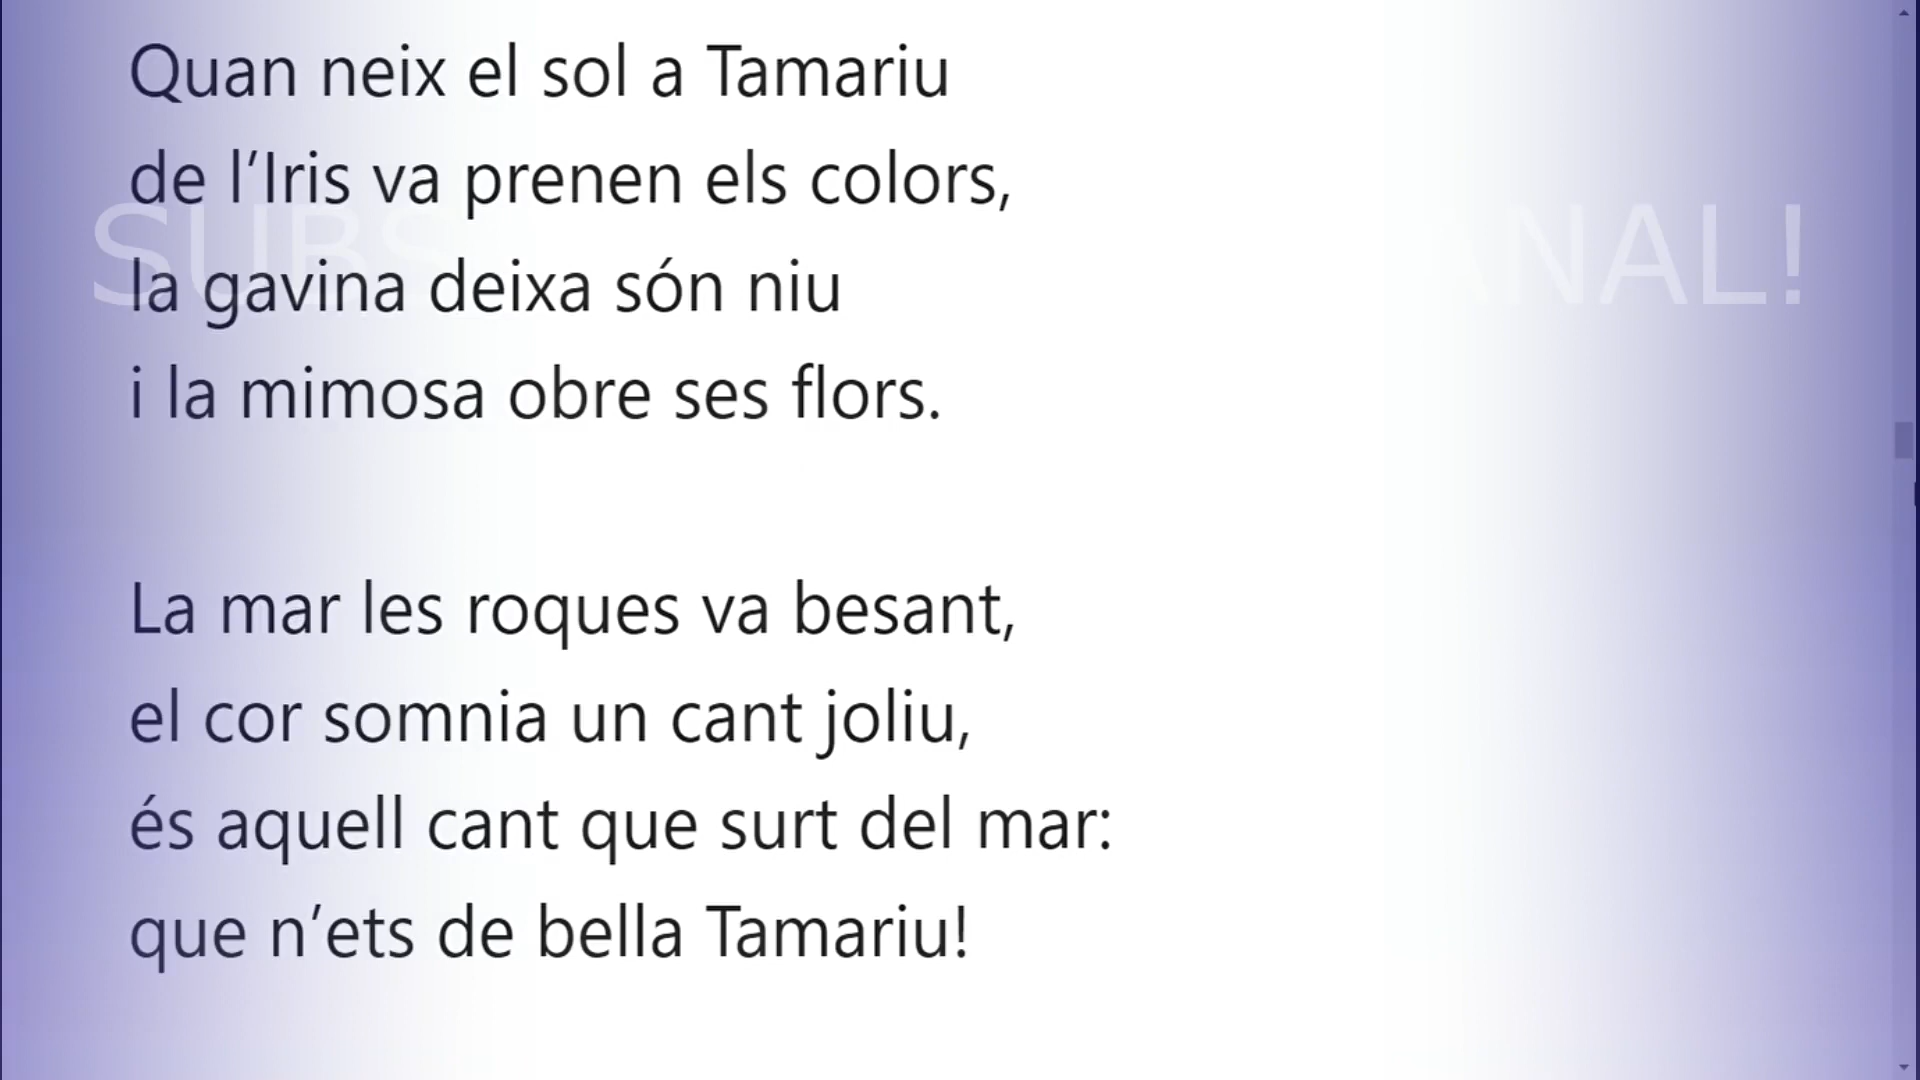 Quan neix el sol a Tamariu
de l’Iris va prenen els colors,
SUBS ANAL!
la gavina deixa són niu
i la mimosa obre ses flors.
La mar les roques va besant,
el cor somnia un cant joliu,
és aquell cant que surt del mar:
que n’ets de bella Tamariu!